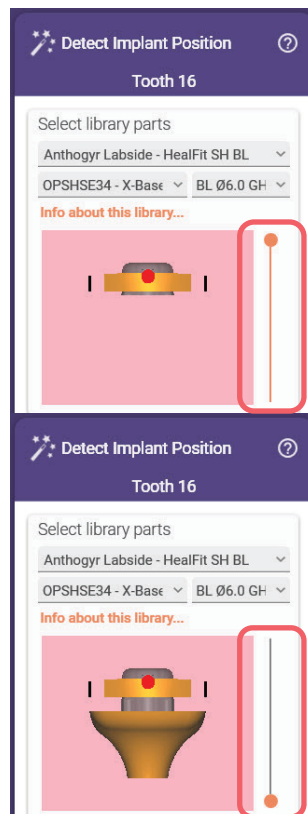 Detect Implant Position
Tooth 16
Select library parts
Anthogyr Labside - HealFit SH BL
OPSHSE34 - X-Base BL Ø6.0 GH
Info about this library...
Detect Implant Position
Tooth 16
Select library parts
Anthogyr Labside - HealFit SH BL
OPSHSE34 - X-Base BL Ø6.0 GH
Info about this library...